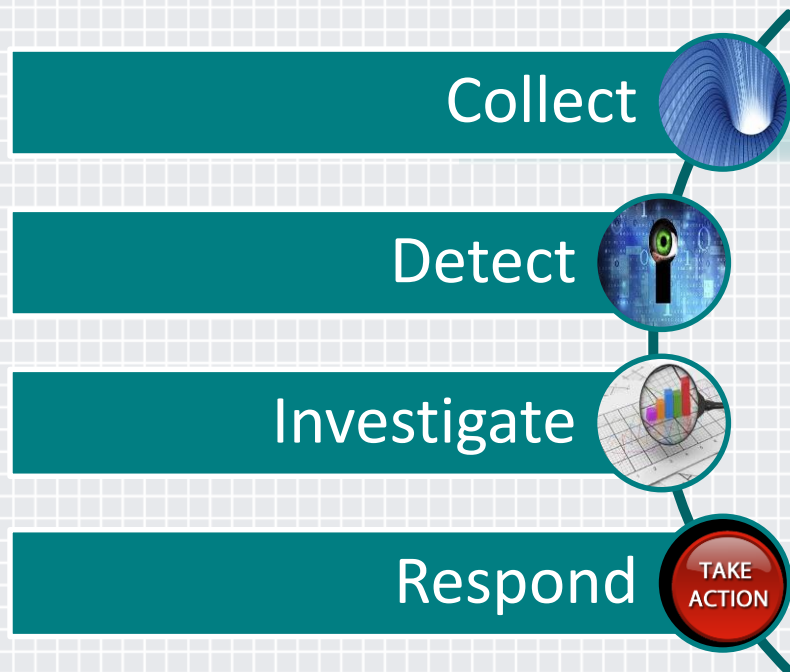 Collect
Detect
Investigate
Respond
TAKE
ACTION